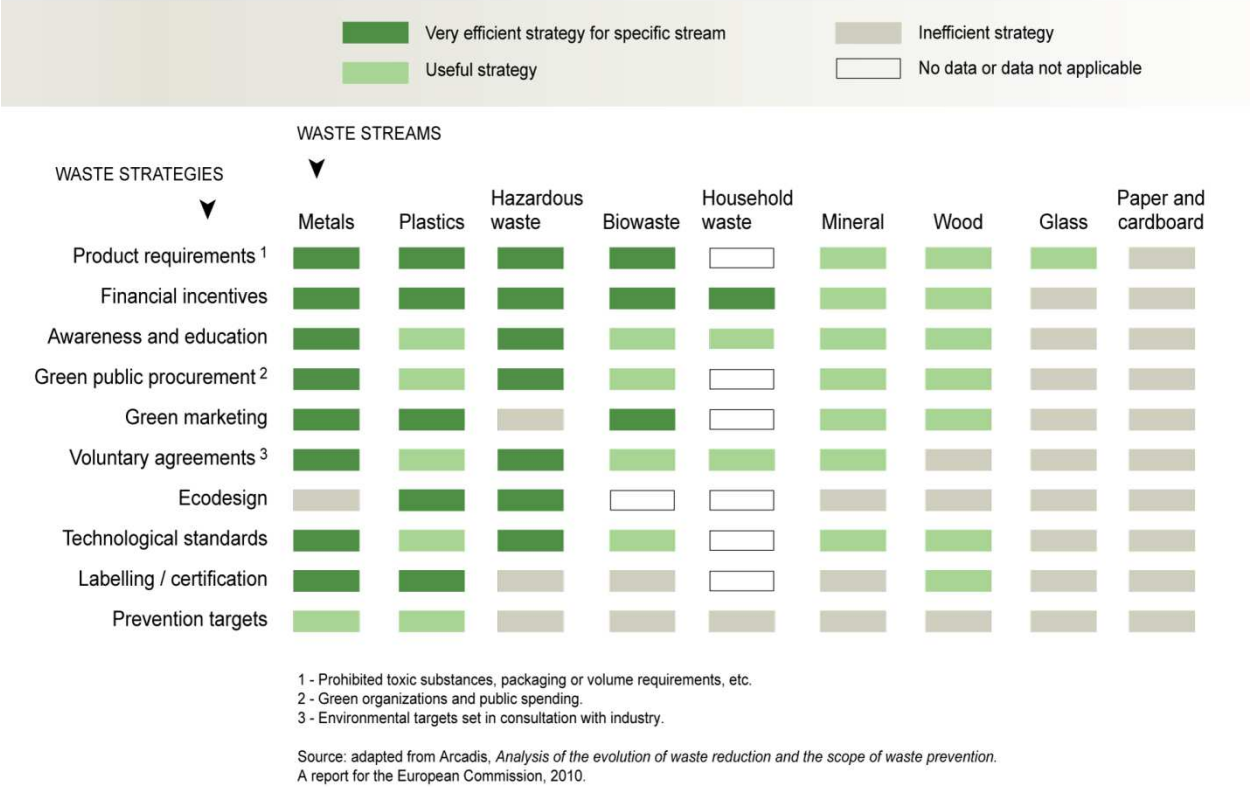 Very efficient strategy for specific stream
Inefficient strategy
Useful strategy
No data or data not applicable
WASTE STREAMS
WASTE STRATEGIES
Metals
Plastics
Hazardous
waste
Biowaste
Household
waste
Mineral
Wood
Glass
Paper and
cardboard
Product requirements 1
Financial incentives
Awareness and education
Green public procurement 2
Green marketing
Voluntary agreements 3
Ecodesign
Technological standards
Labelling / certification
Prevention targets
1 - Prohibited toxic substances, packaging or volume requirements, etc.
2 - Green organizations and public spending.
3 - Environmental targets set in consultation with industry.
Source: adapted from Arcadis, Analysis of the evolution of waste reduction and the scope of waste prevention.
A report for the European Commission, 2010.